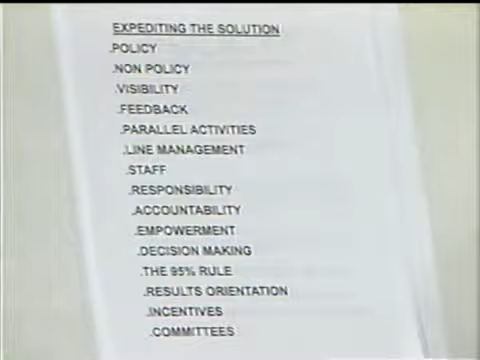 EXPEDITING THE SOLUTION
.POLICY
.NON POLICY
.VISIBILITY
.FEEDBACK
.PARALLEL ACTIVITIES
.LINE MANAGEMENT
.STAFF
.RESPONSIBILITY
.ACCOUNTABILITY
.EMPOWERMENT
.DECISION MAKING
.THE 95% RULE
.RESULTS ORIENTATION
.INCENTIVES
.COMMITTEES